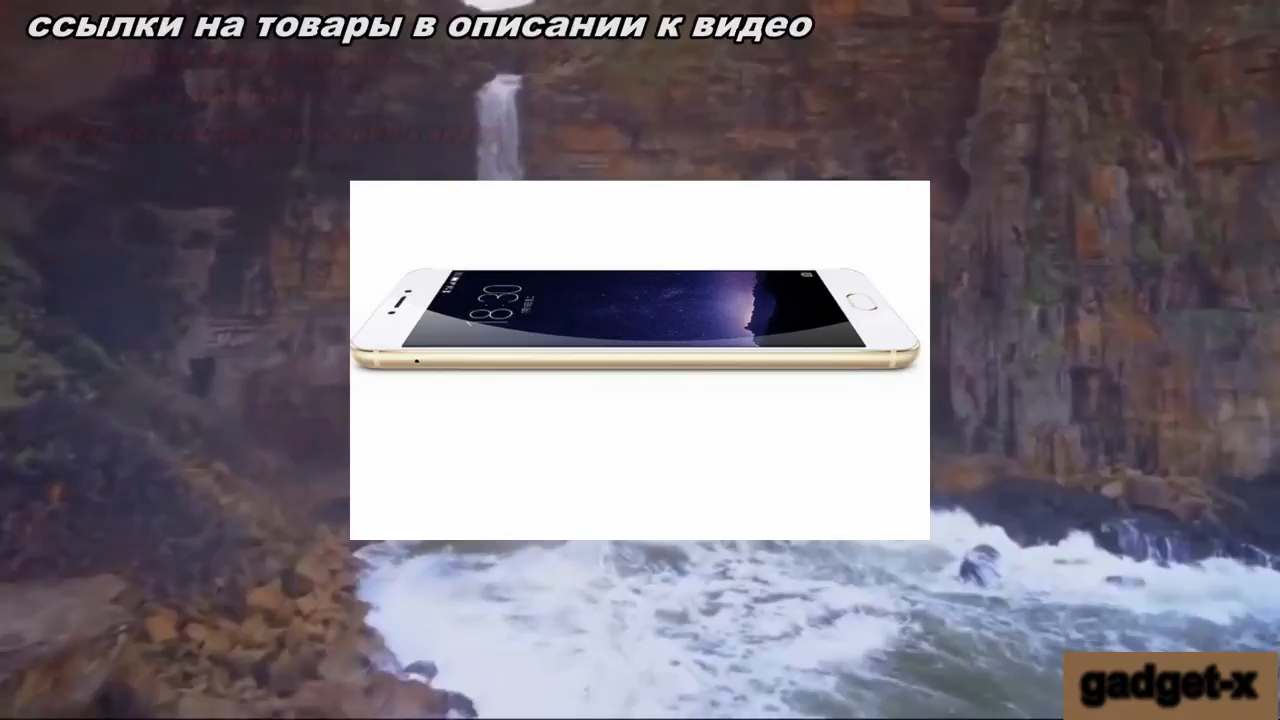 ссылки на товары в описании к видео
18:30
gadget-x